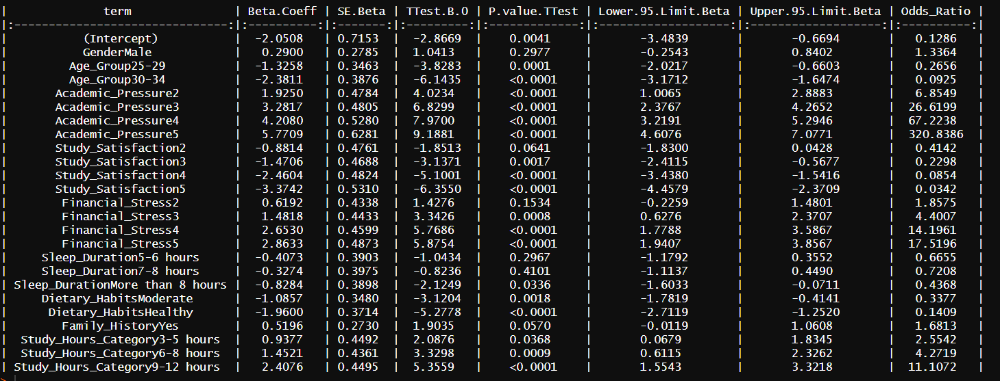 | term | Beta.Coeff | SE.Beta | TTest.B.0 | P.value.TTest | Lower.95.Limit.Beta | Upper.95.Limit.Beta | Odds_Ratio |
|:-------------------------------:|:----------:|:-------:|:---------:|:-------------:|:-------------------:|:-------------------:|:----------:|
| (Intercept) | -2.0508 | 0.7153 | -2.8669 | 0.0041 | -3.4839 | -0.6694 | 0.1286 |
| GenderMale | 0.2900 | 0.2785 | 1.0413 | 0.2977 | -0.2543 | 0.8402 | 1.3364 |
| Age_Group25-29 | -1.3258 | 0.3463 | -3.8283 | 0.0001 | -2.0217 | -0.6603 | 0.2656 |
| Age_Group30-34 | -2.3811 | 0.3876 | -6.1435 | <0.0001 | -3.1712 | -1.6474 | 0.0925 |
| Academic_Pressure2 | 1.9250 | 0.4784 | 4.0234 | <0.0001 | 1.0065 | 2.8883 | 6.8549 |
| Academic_Pressure3 | 3.2817 | 0.4805 | 6.8299 | <0.0001 | 2.3767 | 4.2652 | 26.6199 |
| Academic_Pressure4 | 4.2080 | 0.5280 | 7.9700 | <0.0001 | 3.2191 | 5.2946 | 67.2238 |
| Academic_Pressure5 | 5.7709 | 0.6281 | 9.1881 | <0.0001 | 4.6076 | 7.0771 | 320.8386 |
| Study_Satisfaction2 | -0.8814 | 0.4761 | -1.8513 | 0.0641 | -1.8300 | 0.0428 | 0.4142 |
| Study_Satisfaction3 | -1.4706 | 0.4688 | -3.1371 | 0.0017 | -2.4115 | -0.5677 | 0.2298 |
| Study_Satisfaction4 | -2.4604 | 0.4824 | -5.1001 | <0.0001 | -3.4380 | -1.5416 | 0.0854 |
| Study_Satisfaction5 | -3.3742 | 0.5310 | -6.3550 | <0.0001 | -4.4579 | -2.3709 | 0.0342 |
| Financial_Stress2 | 0.6192 | 0.4338 | 1.4276 | 0.1534 | -0.2259 | 1.4801 | 1.8575 |
| Financial_Stress3 | 1.4818 | 0.4433 | 3.3426 | 0.0008 | 0.6276 | 2.3707 | 4.4007 |
| Financial_Stress4 | 2.6530 | 0.4599 | 5.7686 | <0.0001 | 1.7788 | 3.5867 | 14.1961 |
| Financial_Stress5 | 2.8633 | 0.4873 | 5.8754 | <0.0001 | 1.9407 | 3.8567 | 17.5196 |
| Sleep_Duration5-6 hours | -0.4073 | 0.3903 | -1.0434 | 0.2967 | -1.1792 | 0.3552 | 0.6655 |
| Sleep_Duration7-8 hours | -0.3274 | 0.3975 | -0.8236 | 0.4101 | -1.1137 | 0.4490 | 0.7208 |
| Sleep_DurationMore than 8 hours | -0.8284 | 0.3898 | -2.1249 | 0.0336 | -1.6033 | -0.0711 | 0.4368 |
| Dietary_HabitsModerate | -1.0857 | 0.3480 | -3.1204 | 0.0018 | -1.7819 | -0.4141 | 0.3377 |
| Dietary_HabitsHealthy | -1.9600 | 0.3714 | -5.2778 | <0.0001 | -2.7119 | -1.2520 | 0.1409 |
| Family_HistoryYes | 0.5196 | 0.2730 | 1.9035 | 0.0570 | -0.0119 | 1.0608 | 1.6813 |
| Study_Hours_Category3-5 hours | 0.9377 | 0.4492 | 2.0876 | 0.0368 | 0.0679 | 1.8345 | 2.5542 |
| Study_Hours_Category6-8 hours | 1.4521 | 0.4361 | 3.3298 | 0.0009 | 0.6115 | 2.3262 | 4.2719 |
| Study_Hours_Category9-12 hours | 2.4076 | 0.4495 | 5.3559 | <0.0001 | 1.5543 | 3.3218 | 11.1072 |